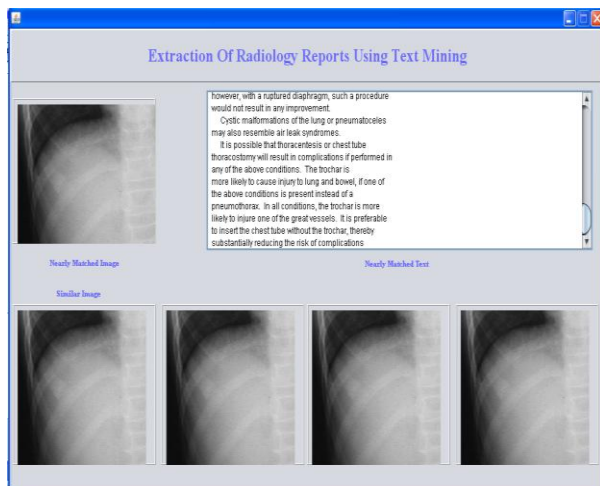 Extraction Of Radiology Reports Using Text Mining
however, with a ruptured diaphragm, such a procedure
would not result in any improvement.
Cystic malformations of the lung or pneumatoceles
may also resemble air leak syndromes.
It is possible that thoracentesis or chest tube
thoracostomy will result in complications if performed in
any of the above conditions. The trochar is
more likely to cause injury to lung and bowel, if one of
the above conditions is present instead of a
pneumothorax. In all conditions, the trochar is more
likely to injure one of the great vessels. It is preferable
to insert the chest tube without the trochar, thereby
substantially reducing the risk of complications
Nearly Matched Image
Nearly Matched Text
Similar Image